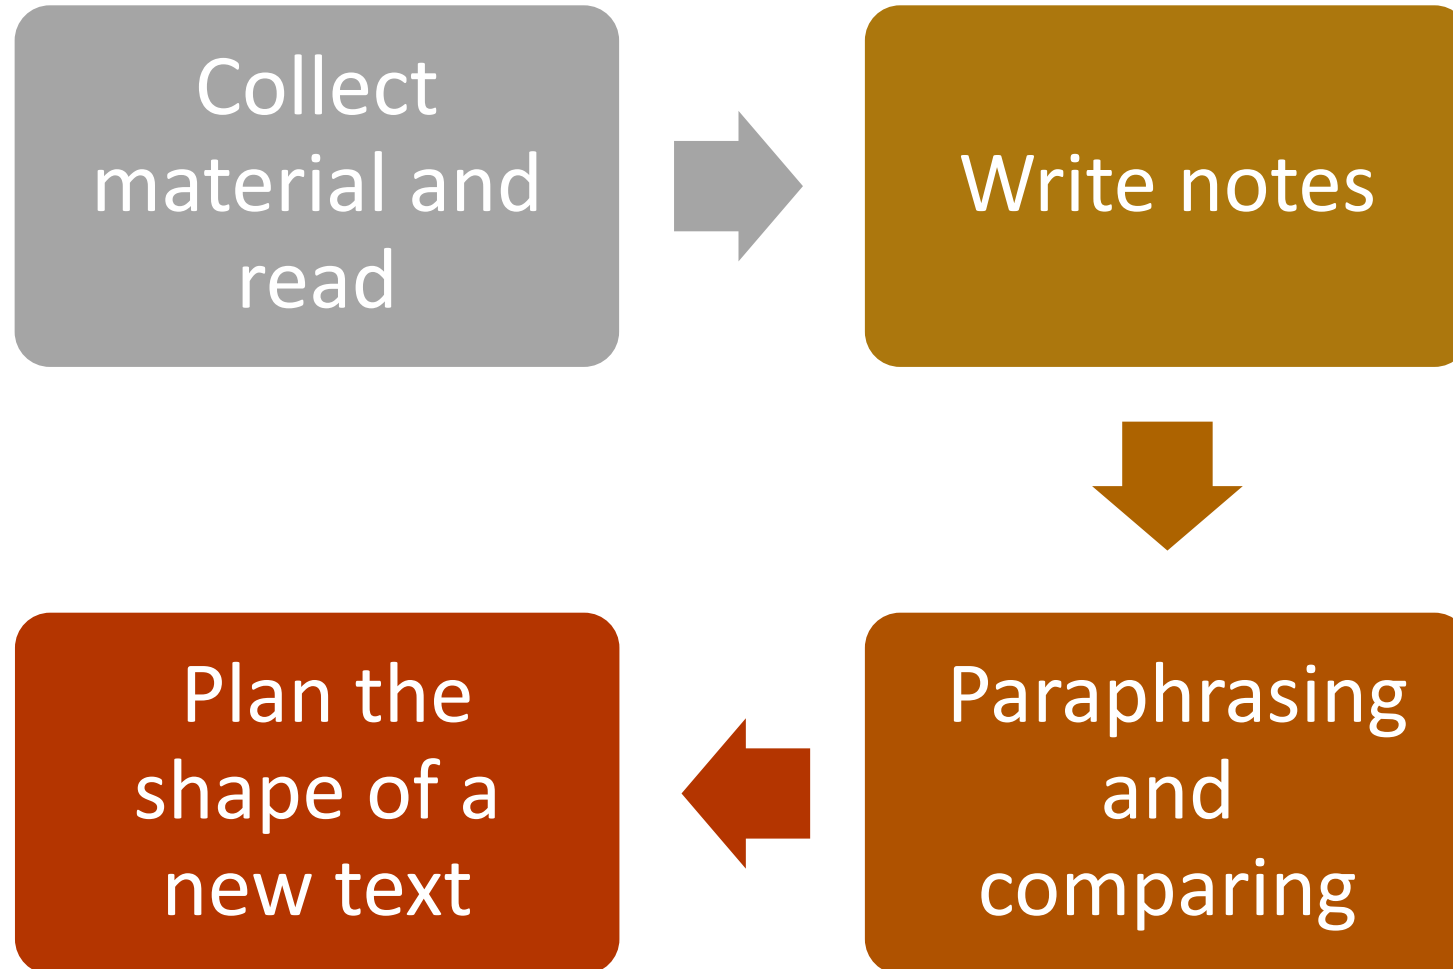 Collect
material and
read
Write notes
Paraphrasing
and
comparing
Plan the
shape of a
new text